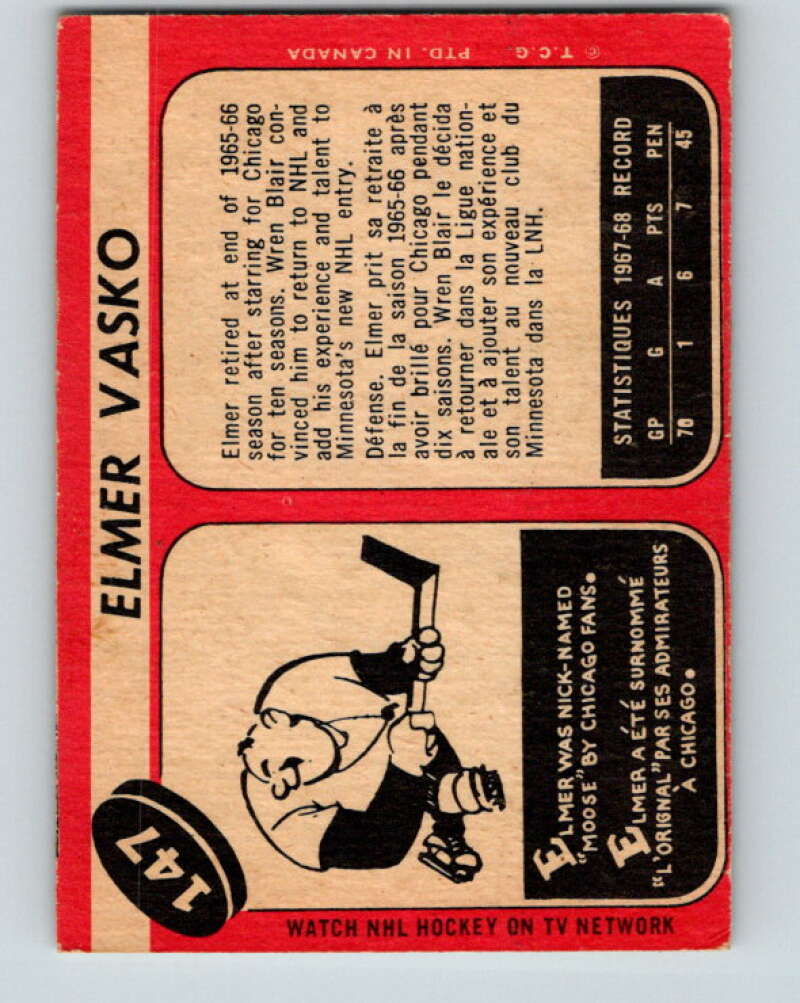 147
ELMER VASKO
ELMER WAS NICK-NAMED
"MOOSE" BY CHICAGO FANS.
ELMER A ÉTÉ SURNOMMÉ
"L'ORIGNAL" PAR SES ADMIRATEURS
À CHICAGO.
WATCH NHL HOCKEY ON TV NETWORK
Elmer retired at end of 1965-66
season after starring for Chicago
for ten seasons. Wren Blair con-
vinced him to return to NHL and
add his experience and talent to
Minnesota's new NHL entry.
Défense. Elmer prit sa retraite à
la fin de la saison 1965-66 après
avoir brillé pour Chicago pendant
dix saisons. Wren Blair le décida
à retourner dans la Ligue nation-
ale et à ajouter son expérience et
son talent au nouveau club du
Minnesota dans la LNH.
STATISTIQUES 1967-68 RECORD
GP G A PTS PEN
70 1 6 7 45
© T.C.G. PTD. IN CANADA